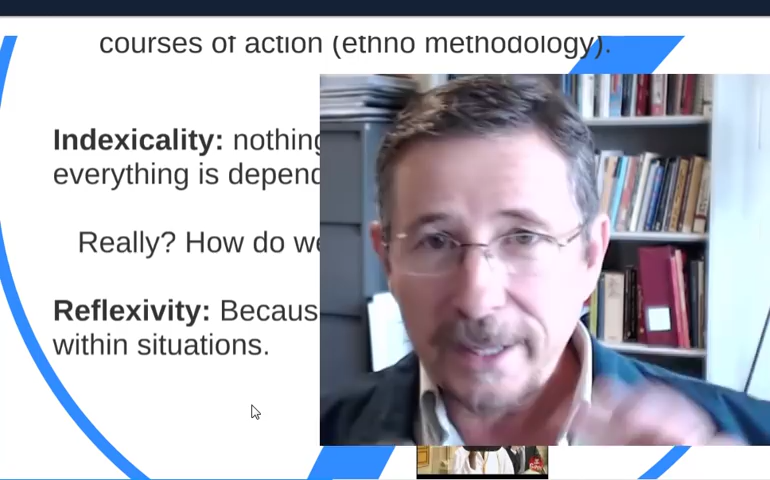 courses of action (ethno methodology).
Indexicality: nothing
everything is depend
Really? How do we
Reflexivity: Becaus
within situations.